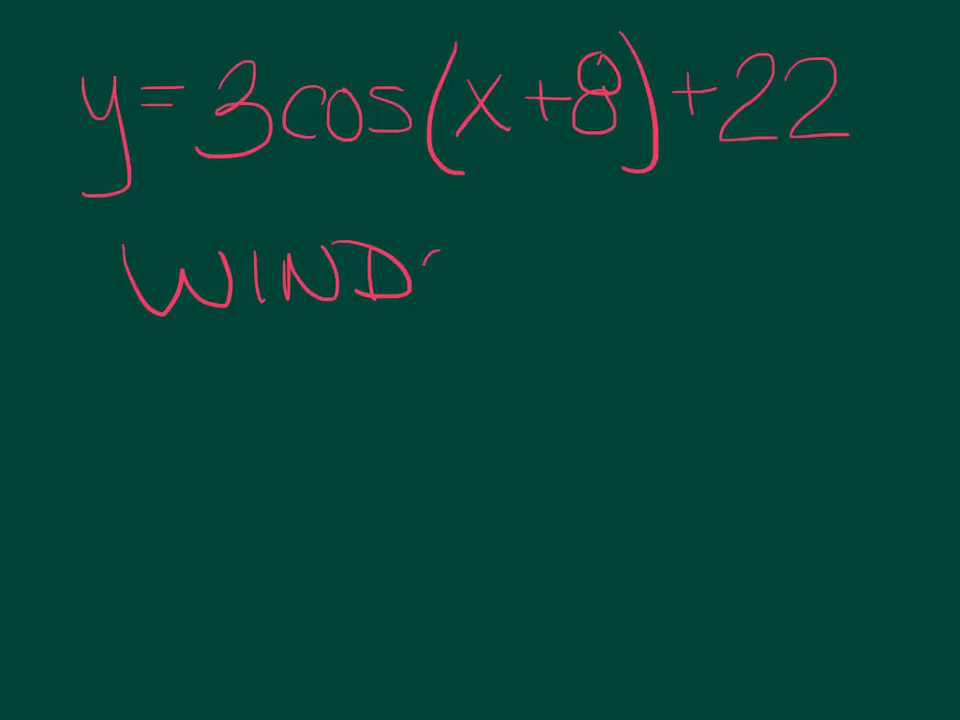 y = 3cos(x+8)+22
WIND